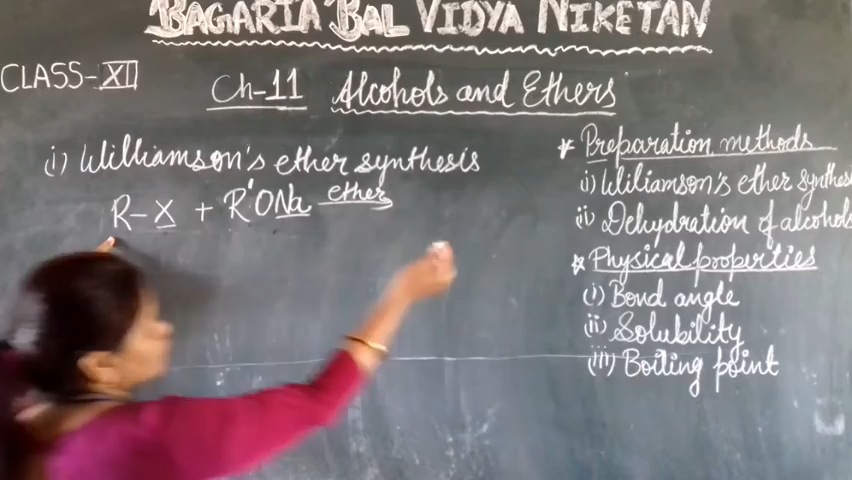 BAGARIA BAL VIDYA NIKETAN
CLASS-XII
Ch-11 Alcohols and Ethers
(i) Williamson's ether synthesis
R-X + R'ONa ether
* Preparation methods
i) Wiliamson's ether synthesis
ii) Dehydration of alcohols
* Physical properties
(i) Bond angle
(ii) Solubility
(iii) Boiling point